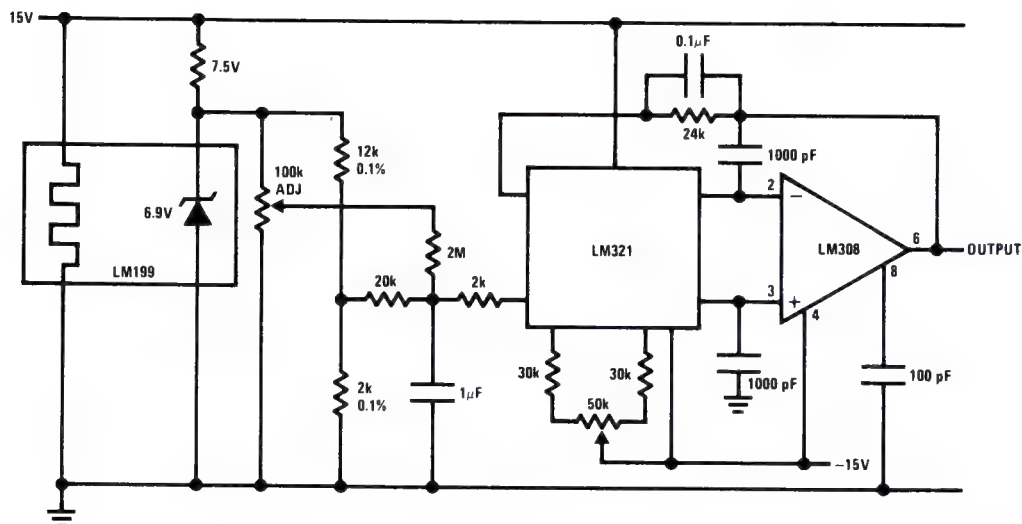 15V
7.5V
6.9V
LM199
100k
ADJ
12k
0.1%
2M
20k
2k
2k
0.1%
1μF
0.1μF
24k
1000 pF
LM321
2
−
LM308
6
OUTPUT
8
3
+
4
30k
30k
50k
1000 pF
100 pF
−15V